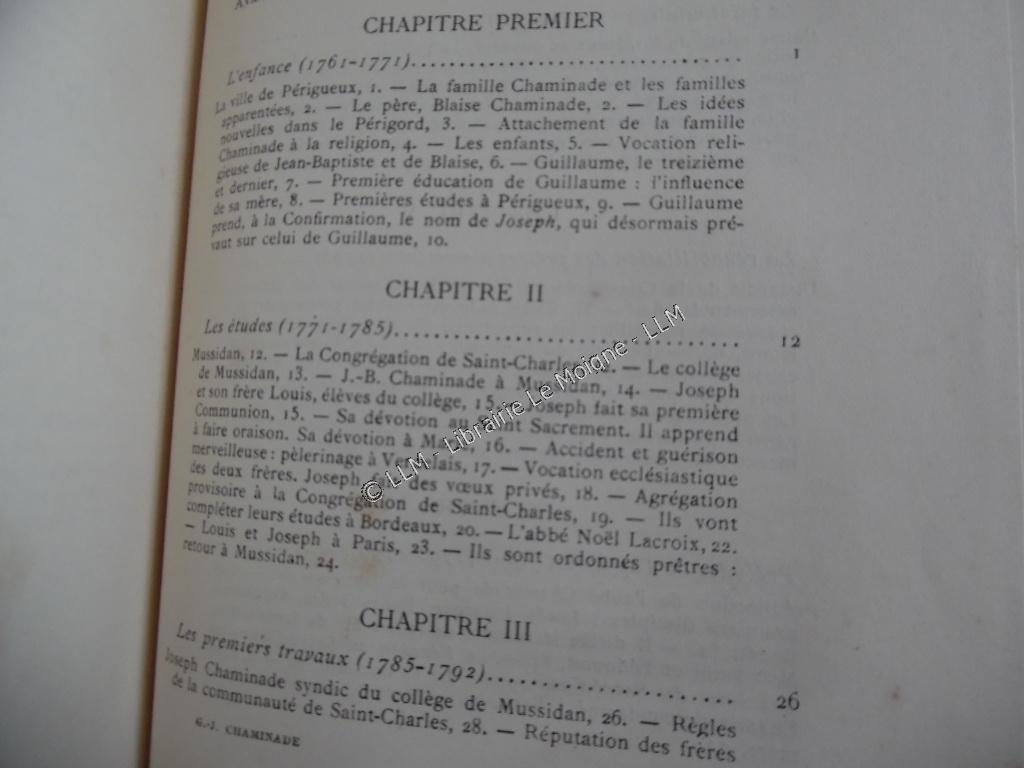 CHAPITRE PREMIER
L'enfance (1761-1771)................................. 1
La ville de Périgueux, 1. — La famille Chaminade et les familles
apparentées, 2. — Le père, Blaise Chaminade, 2. — Les idées
nouvelles dans le Périgord, 3. — Attachement de la famille
Chaminade à la religion, 4. — Les enfants, 5. — Vocation reli-
gieuse de Jean-Baptiste et de Blaise, 6. — Guillaume, le treizième
et dernier, 7. — Première éducation de Guillaume : l'influence
de sa mère, 8. — Premières études à Périgueux, 9. — Guillaume
prend, à la Confirmation, le nom de Joseph, qui désormais pré-
vaut sur celui de Guillaume, 10.
CHAPITRE II
Les études (1771-1785)................................. 12
Mussidan, 12. — La Congrégation de Saint-Charles, — Le collège
de Mussidan, 13. — J.-B. Chaminade à Mussidan, 14. — Joseph
et son frère Louis, élèves du collège, 15. — Joseph fait sa première
Communion, 15. — Sa dévotion au Saint Sacrement. Il apprend
à faire oraison. Sa dévotion à Marie, 16. — Accident et guérison
merveilleuse : pèlerinage à Verdelais, 17. — Vocation ecclésiastique
des deux frères. Joseph fait des vœux privés, 18. — Agrégation
provisoire à la Congrégation de Saint-Charles, 19. — Ils vont
compléter leurs études à Bordeaux, 20. — L'abbé Noël Lacroix, 22.
— Louis et Joseph à Paris, 23. — Ils sont ordonnés prêtres :
retour à Mussidan, 24.
CHAPITRE III
Les premiers travaux (1785-1792)......................... 26
Joseph Chaminade syndic du collège de Mussidan, 26. — Règles
de la communauté de Saint-Charles, 28. — Réputation des frères
G.-J. CHAMINADE
© LLM - Librairie Le Moigne - LLM